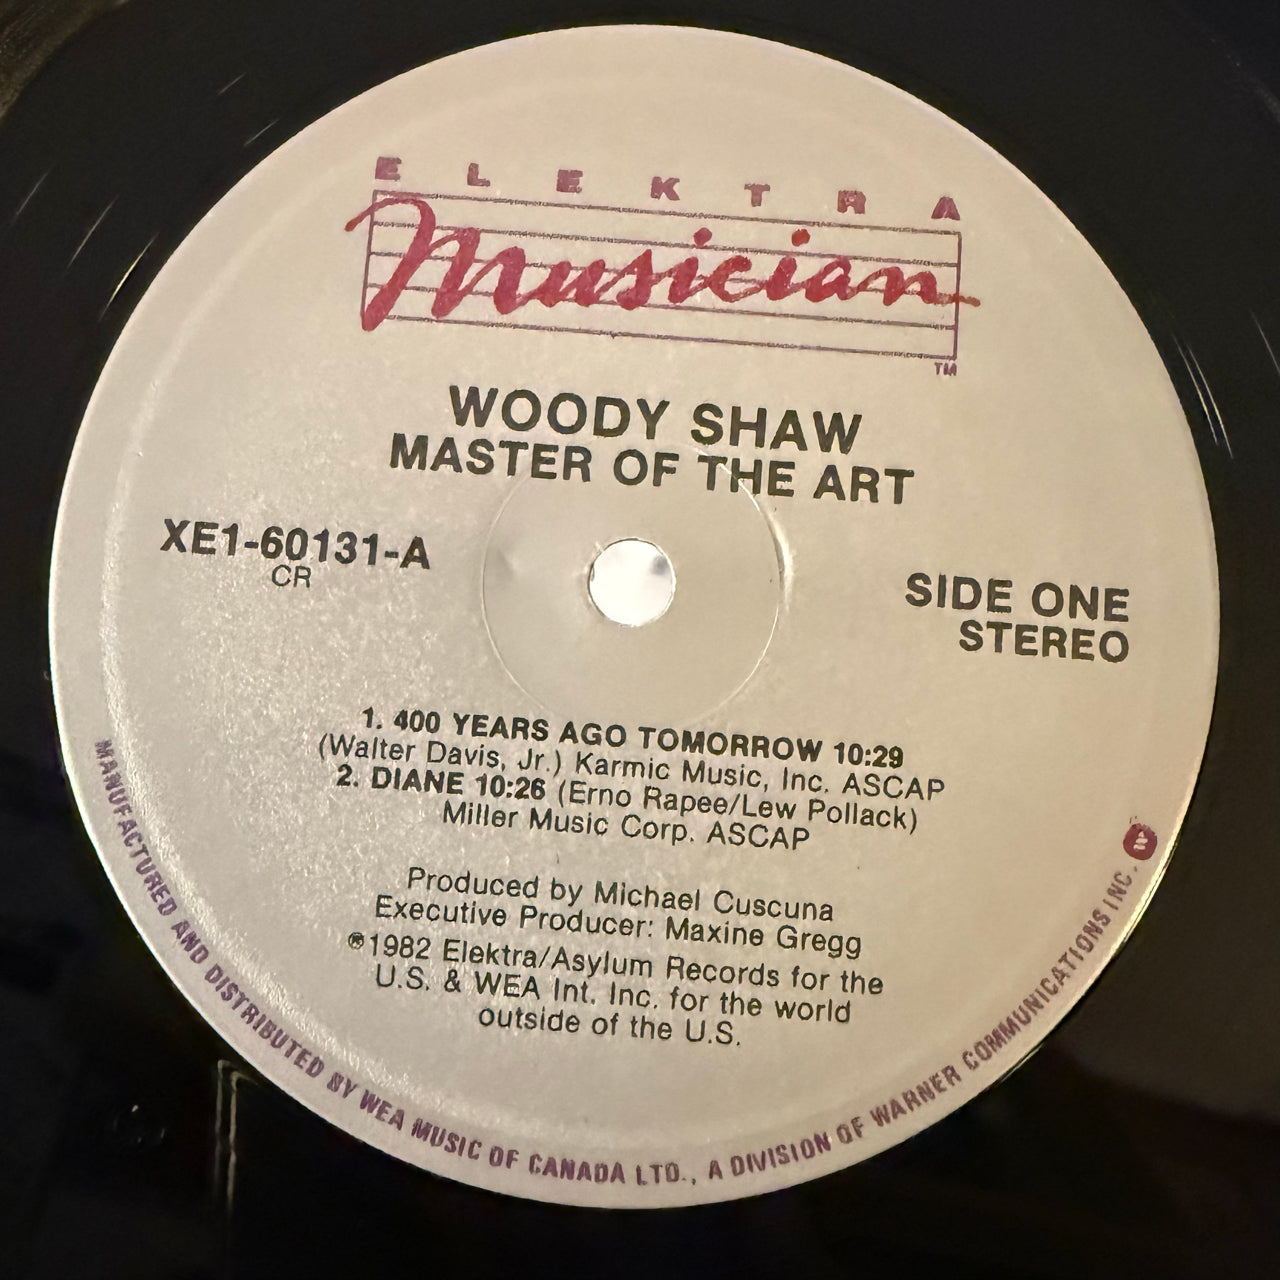 ELEKTRA
Musician
TM
WOODY SHAW
MASTER OF THE ART
XE1-60131-A
CR
SIDE ONE
STEREO
1. 400 YEARS AGO TOMORROW 10:29
(Walter Davis, Jr.) Karmic Music, Inc. ASCAP
2. DIANE 10:26 (Erno Rapee/Lew Pollack)
Miller Music Corp. ASCAP
Produced by Michael Cuscuna
Executive Producer: Maxine Gregg
℗1982 Elektra/Asylum Records for the
U.S. & WEA Int. Inc. for the world
outside of the U.S.
MANUFACTURED AND DISTRIBUTED BY WEA MUSIC OF CANADA LTD., A DIVISION OF WARNER COMMUNICATIONS INC.